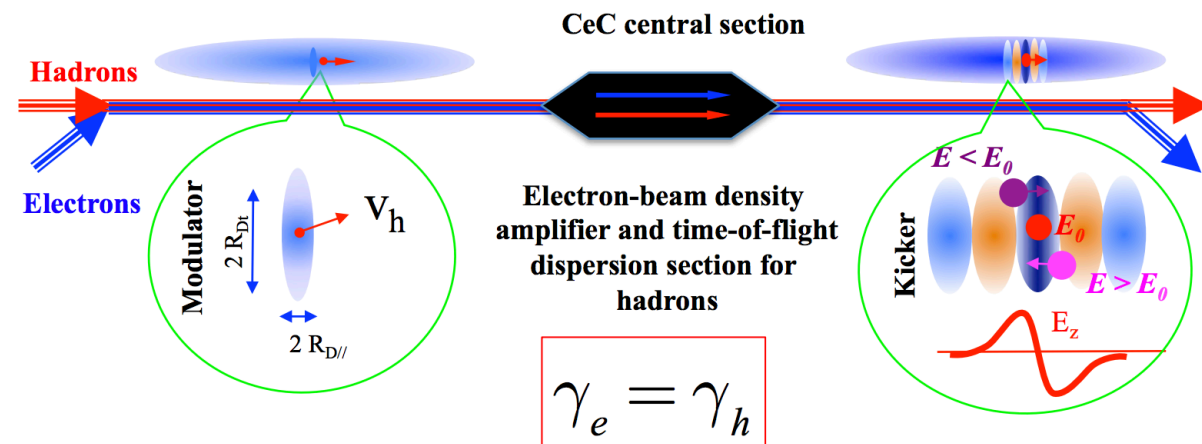 CeC central section
Hadrons
Electrons
Modulator
2 R_Dt
v_h
2 R_D//
Electron-beam density
amplifier and time-of-flight
dispersion section for
hadrons
γ_e = γ_h
Kicker
E < E_0
E_0
E > E_0
E_z